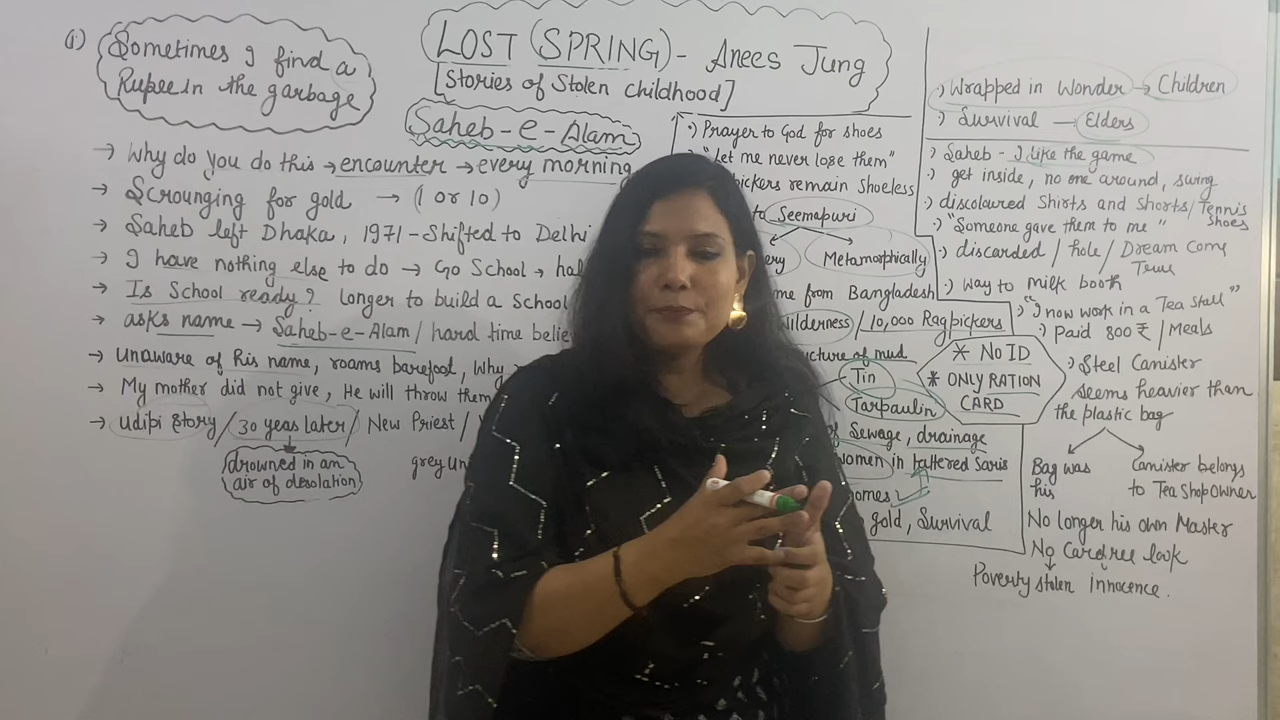 (i) Sometimes I find a
Rupee in the garbage
LOST (SPRING) - Anees Jung
[Stories of Stolen Childhood]
Saheb-e-Alam
→ Why do you do this → encounter → every morning
→ Scrounging for gold → (1 or 10)
→ Saheb left Dhaka, 1971 - Shifted to Delhi
→ I have nothing else to do → Go School →
→ Is School ready? longer to build a School
→ asks name → Saheb-e-Alam / hard time
→ Unaware of his name, roams barefoot, Why
→ My mother did not give, He will throw them
→ Udipi Story / 30 years later / New Priest /
drowned in an
air of desolation
:) Prayer to God for shoes
"Let me never lose them"
remain Shoeless
Seemapuri
Metamorphically
from Bangladesh
Wilderness / 10,000 Ragpickers
of mud
Tin
Tarpaulin
Sewage, drainage
women in tattered Saris
gold, Survival
:) Wrapped in Wonder → Children
:) Survival — Elders
:) Saheb - I like the game
:) get inside, no one around, swing
:) discoloured Shirts and Shorts / Tennis
Shoes
:) "Someone gave them to me"
:) discarded / hole / Dream Come
True
:) way to milk booth
:) "I now work in a Tea Stall"
:) Paid 800 ₹ / Meals
* NO ID
* ONLY RATION
CARD
:) Steel Canister
seems heavier than
the plastic bag
Bag was
his
Canister belongs
to Tea Shop Owner
No longer his own Master
No Carefree look
Poverty stolen innocence.